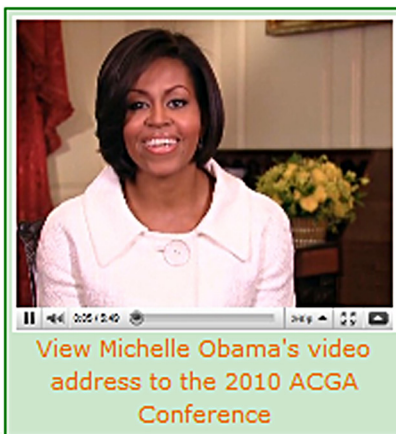 View Michelle Obama's video
address to the 2010 ACGA
Conference